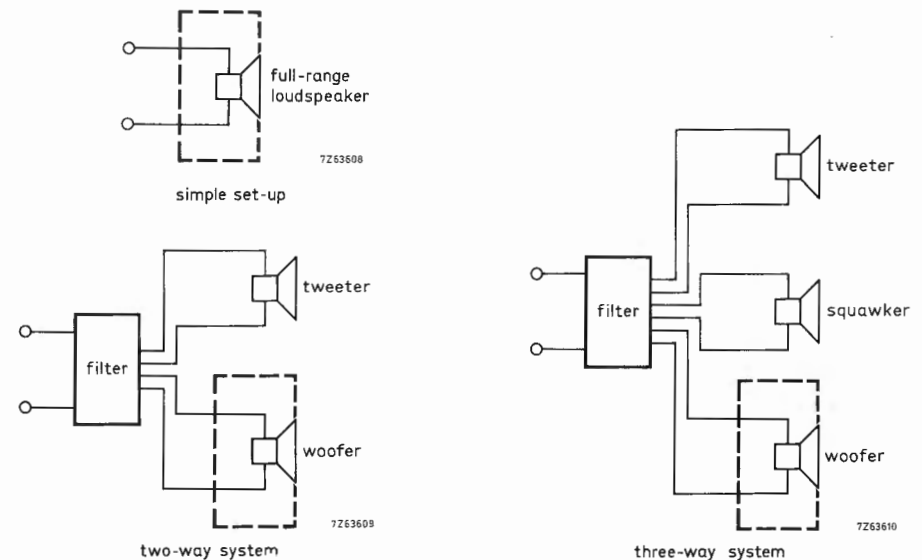 full-range
loudspeaker
7Z63608
simple set-up
tweeter
filter
woofer
7Z63609
two-way system
tweeter
filter
squawker
woofer
7Z63610
three-way system